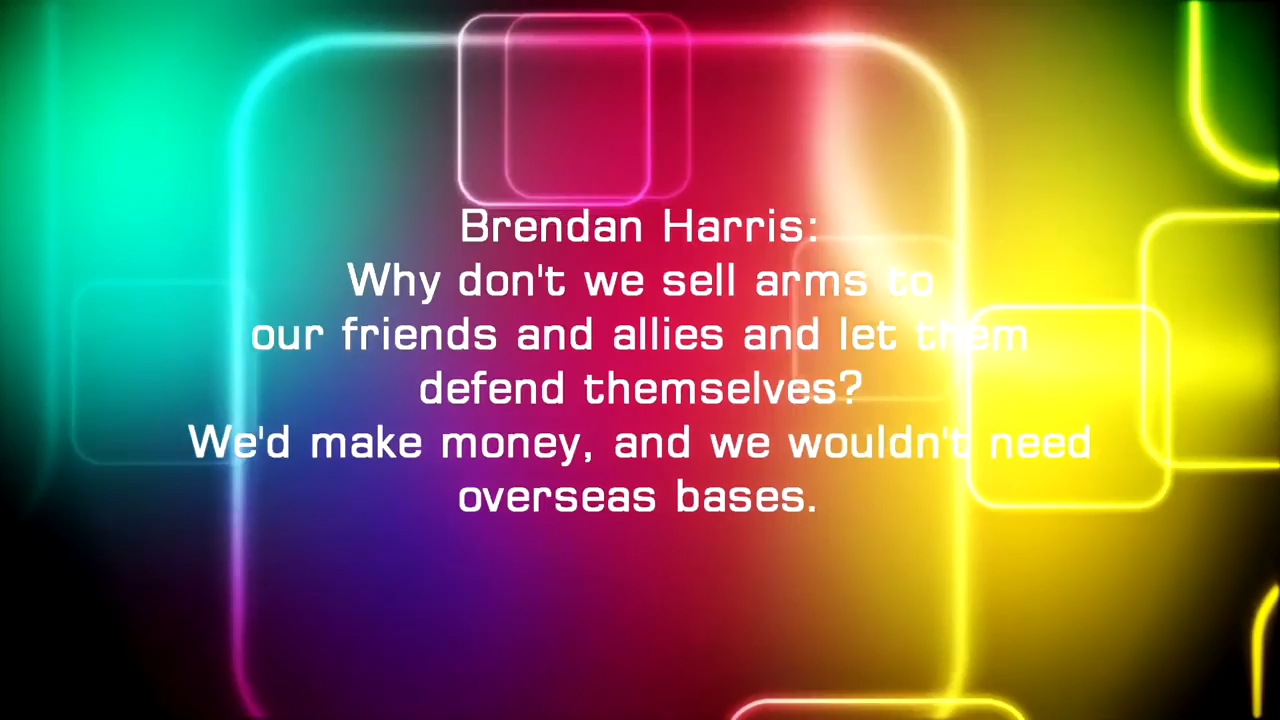 Brendan Harris:
Why don't we sell arms to
our friends and allies and let them
defend themselves?
We'd make money, and we wouldn't need
overseas bases.